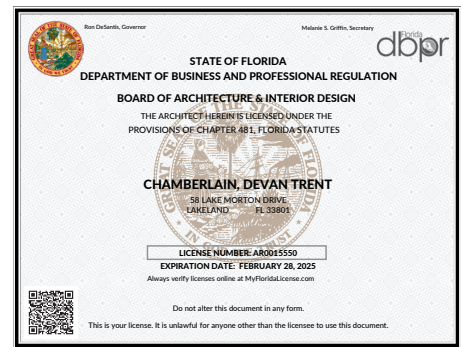 Ron DeSantis, Governor
Melanie S. Griffin, Secretary
Florida
dbpr
STATE OF FLORIDA
DEPARTMENT OF BUSINESS AND PROFESSIONAL REGULATION
BOARD OF ARCHITECTURE & INTERIOR DESIGN
THE ARCHITECT HEREIN IS LICENSED UNDER THE
PROVISIONS OF CHAPTER 481, FLORIDA STATUTES
CHAMBERLAIN, DEVAN TRENT
58 LAKE MORTON DRIVE
LAKELAND FL 33801
LICENSE NUMBER: AR0015550
EXPIRATION DATE: FEBRUARY 28, 2025
Always verify licenses online at MyFloridaLicense.com
Do not alter this document in any form.
This is your license. It is unlawful for anyone other than the licensee to use this document.